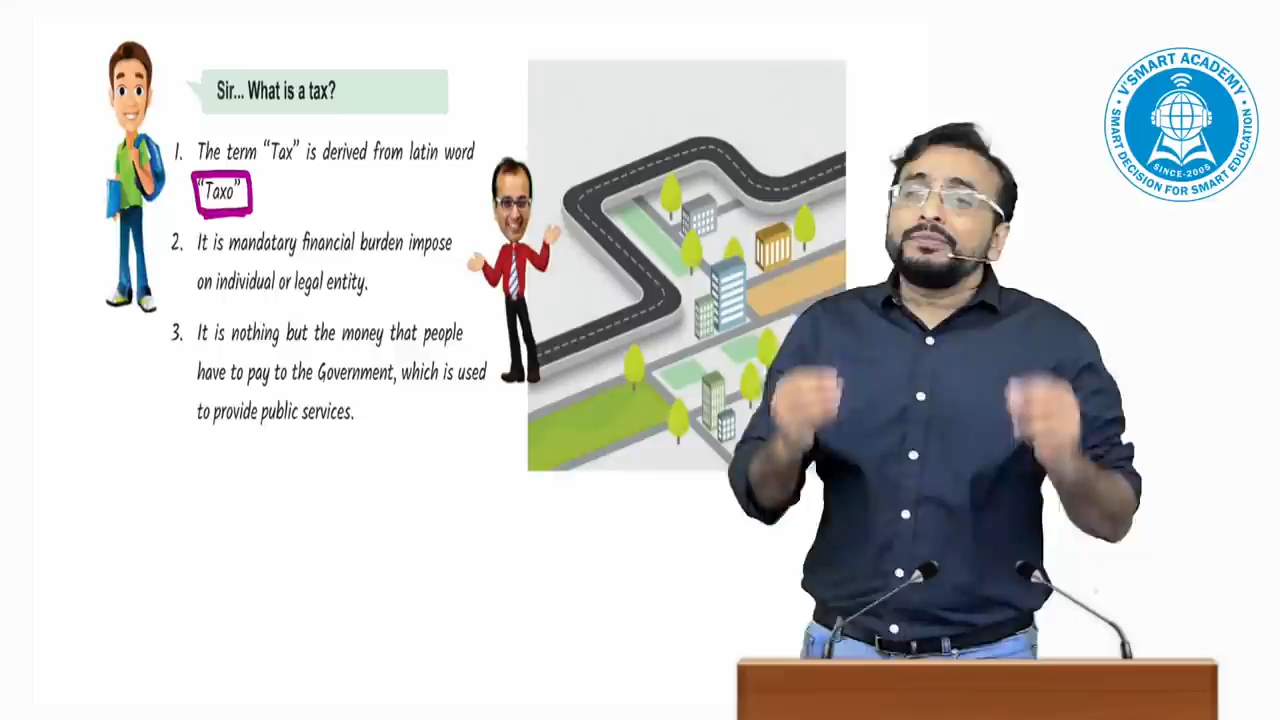 Sir... What is a tax?
1. The term “Tax” is derived from latin word
“Taxo”
2. It is mandatary financial burden impose
on individual or legal entity.
3. It is nothing but the money that people
have to pay to the Government, which is used
to provide public services.
V'SMART ACADEMY
SINCE-2005
SMART DECISION FOR SMART EDUCATION